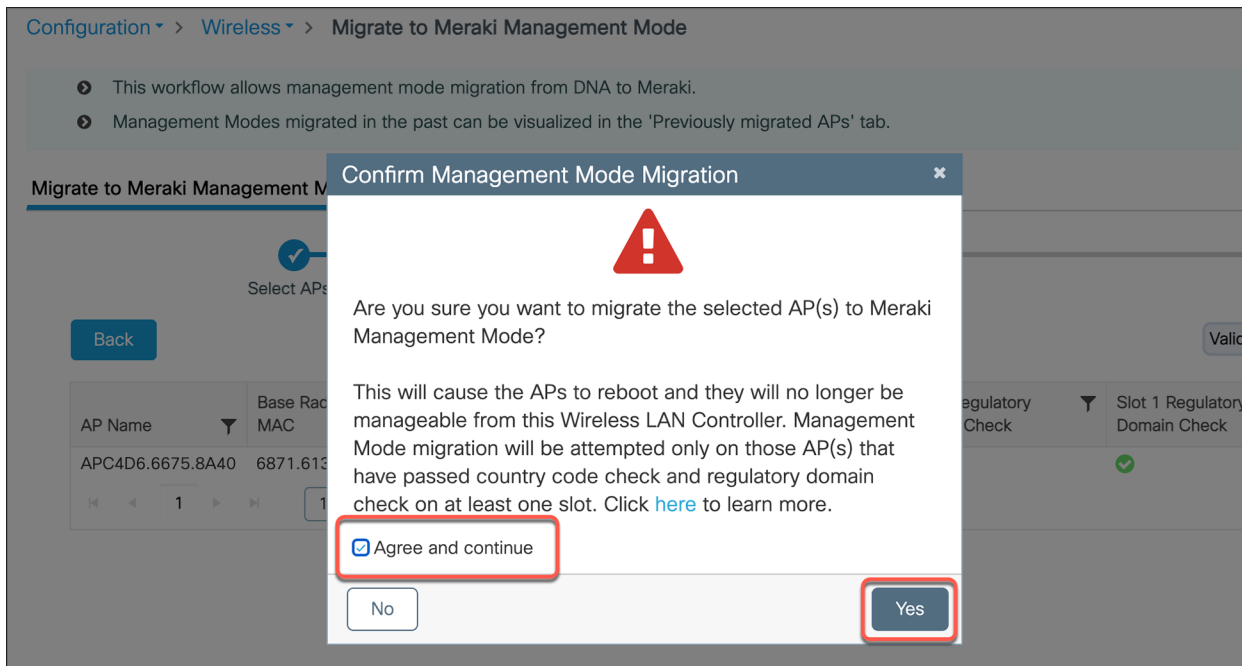 Configuration > Wireless > Migrate to Meraki Management Mode
This workflow allows management mode migration from DNA to Meraki.
Management Modes migrated in the past can be visualized in the 'Previously migrated APs' tab.
Migrate to Meraki Management M
Confirm Management Mode Migration
Select APs
Back
Are you sure you want to migrate the selected AP(s) to Meraki
Management Mode?
This will cause the APs to reboot and they will no longer be
manageable from this Wireless LAN Controller. Management
Mode migration will be attempted only on those AP(s) that
have passed country code check and regulatory domain
check on at least one slot. Click here to learn more.
Agree and continue
No
Yes
AP Name
Base Rad
MAC
egulatory
Check
Slot 1 Regulatory
Domain Check
APC4D6.6675.8A40 6871.613
1
1